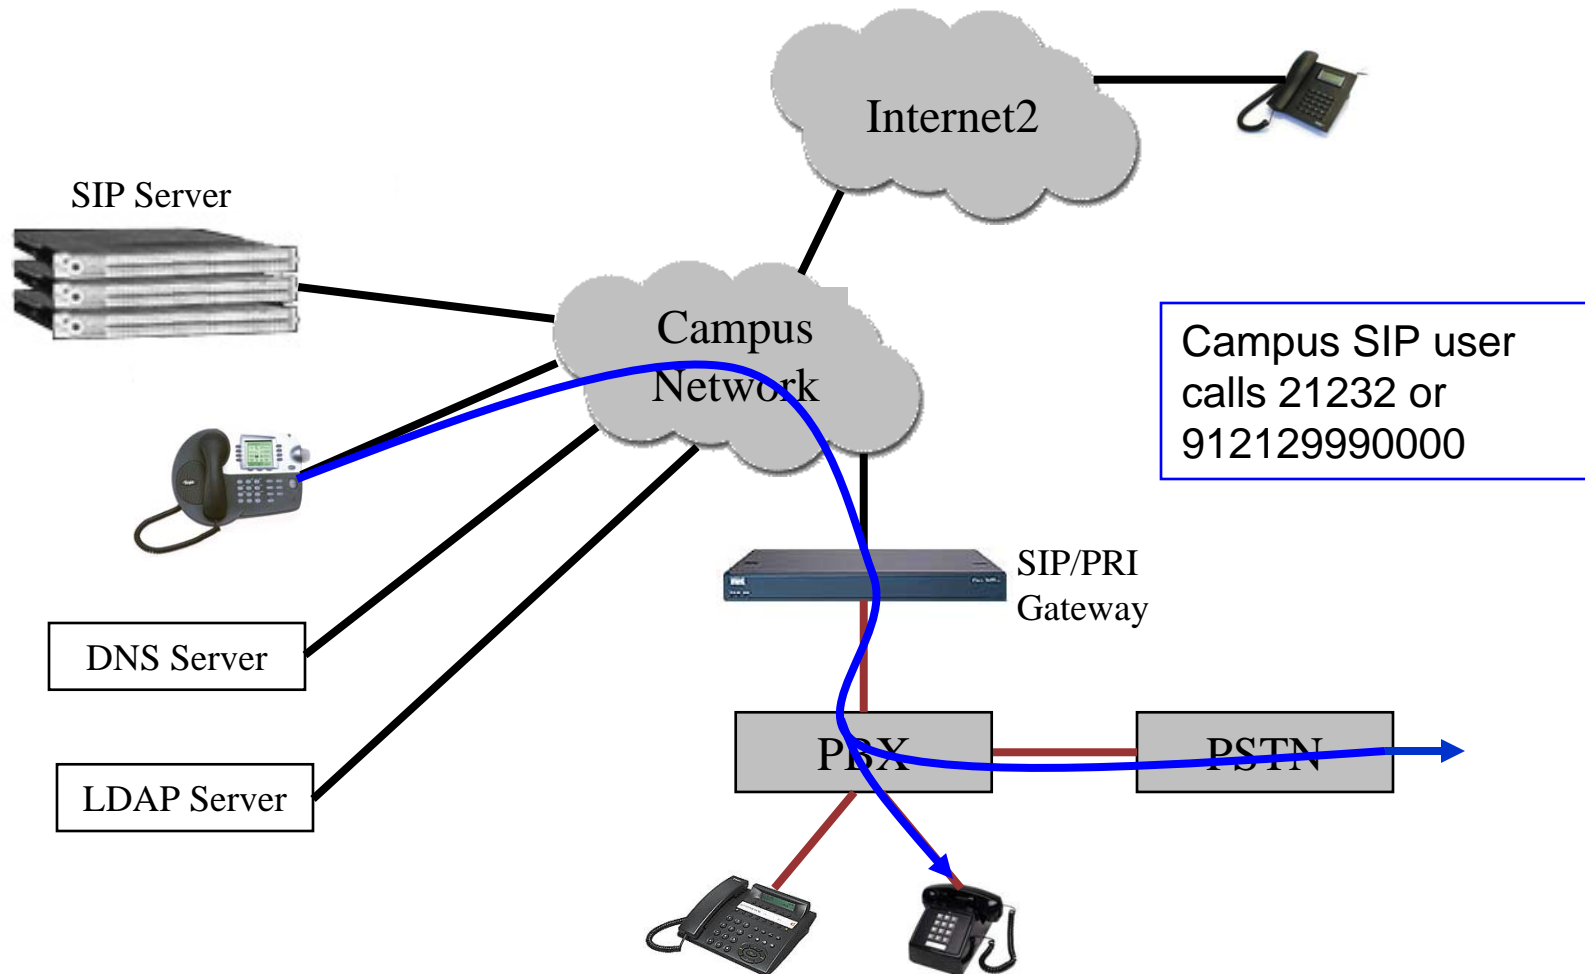 Internet2
SIP Server
Campus
Network
Campus SIP user
calls 21232 or
912129990000
SIP/PRI
Gateway
DNS Server
PBX
PSTN
LDAP Server